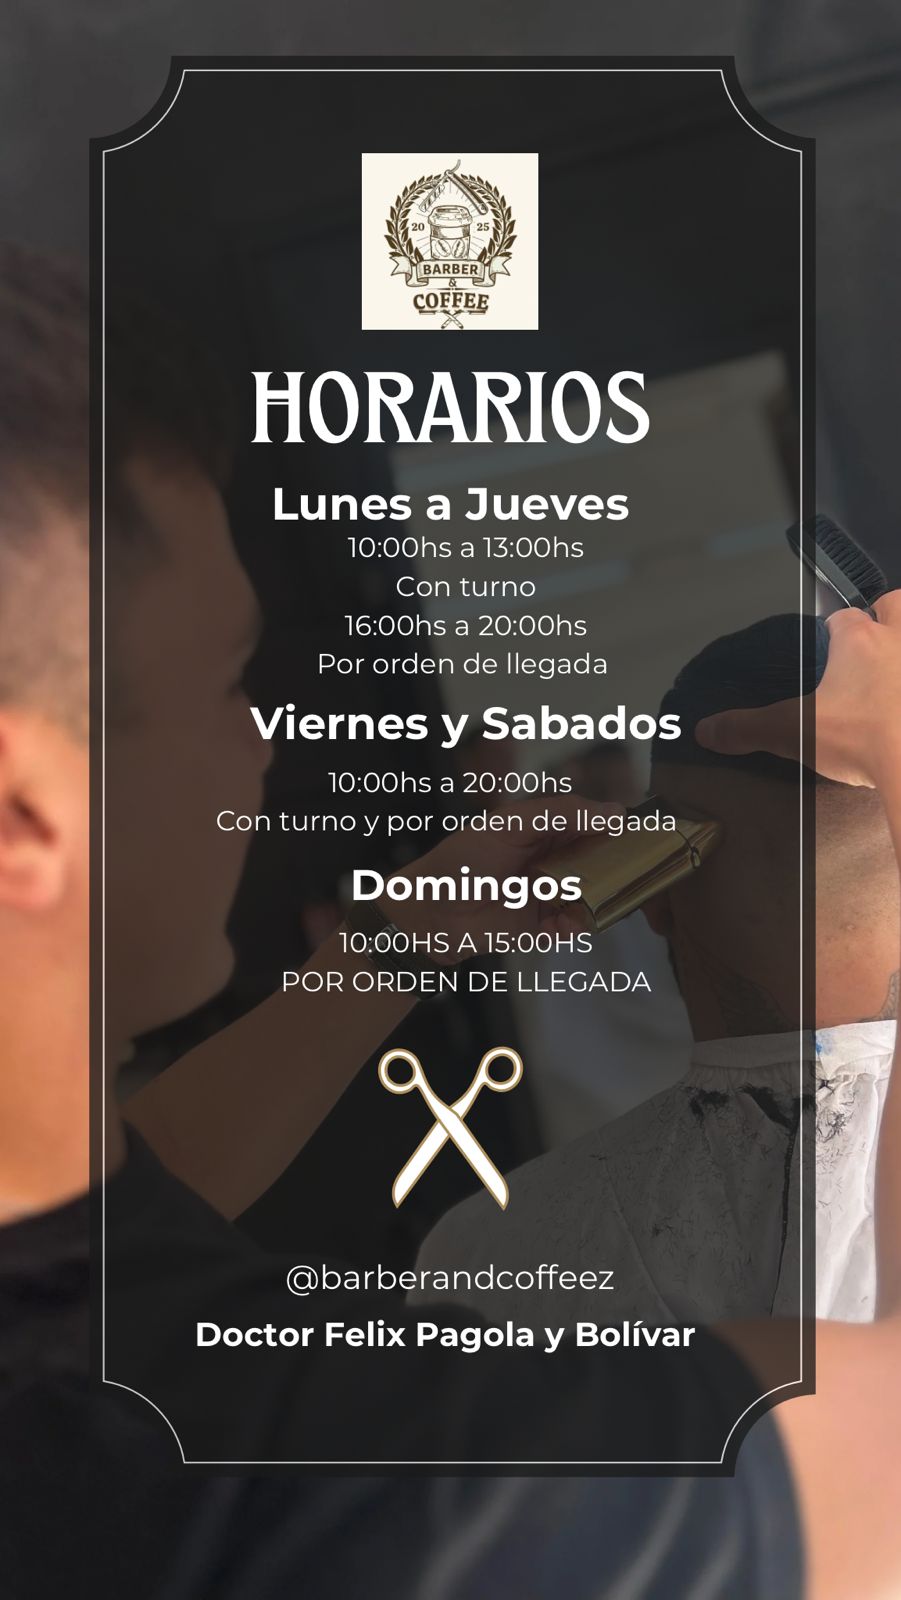 20 25
BARBER
&
COFFEE
HORARIOS
Lunes a Jueves
10:00hs a 13:00hs
Con turno
16:00hs a 20:00hs
Por orden de llegada
Viernes y Sabados
10:00hs a 20:00hs
Con turno y por orden de llegada
Domingos
10:00HS A 15:00HS
POR ORDEN DE LLEGADA
@barberandcoffeez
Doctor Felix Pagola y Bolívar